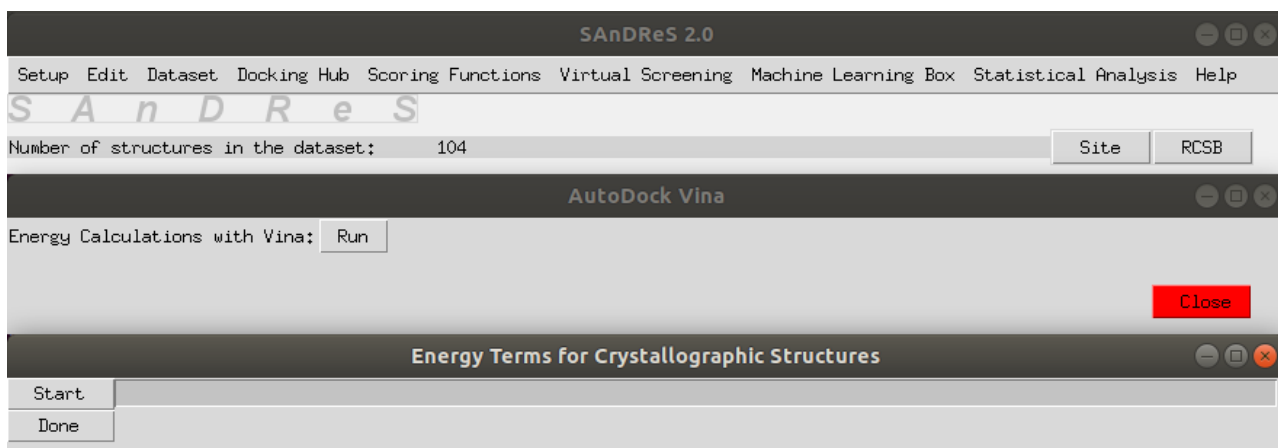 SAnDReS 2.0
Setup Edit Dataset Docking Hub Scoring Functions Virtual Screening Machine Learning Box Statistical Analysis Help
S A n D R e S
Number of structures in the dataset: 104 Site RCSB
AutoDock Vina
Energy Calculations with Vina: Run
Close
Energy Terms for Crystallographic Structures
Start
Done